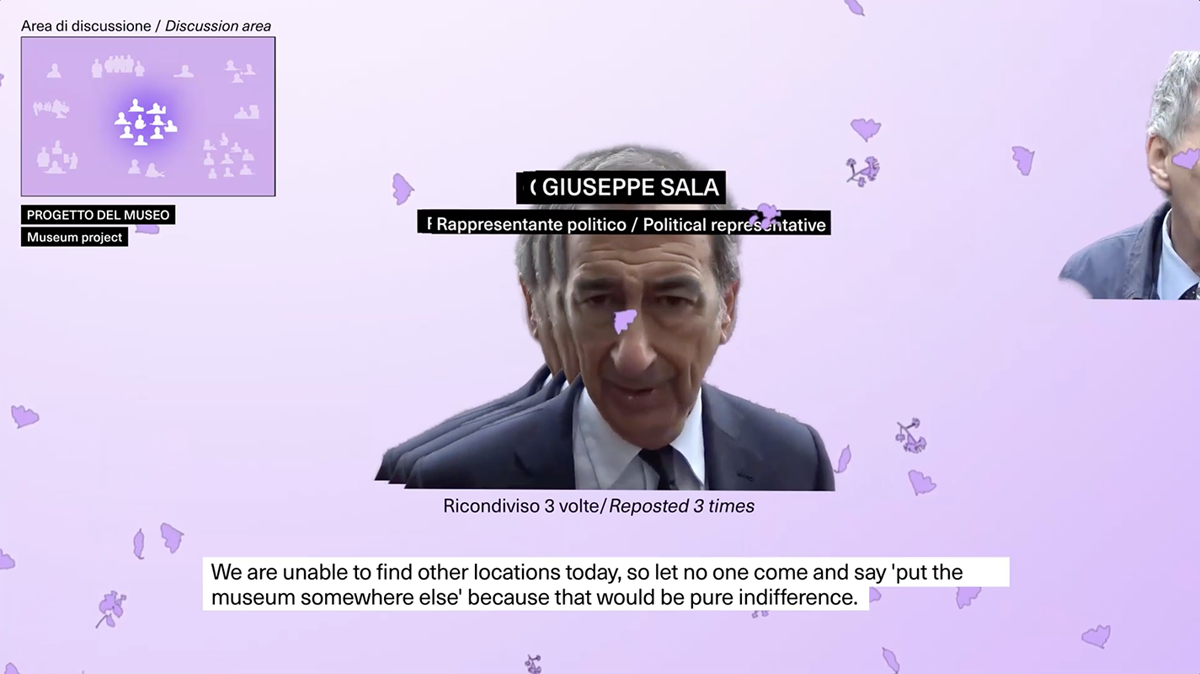 Area di discussione / Discussion area
PROGETTO DEL MUSEO
Museum project
( GIUSEPPE SALA
Rappresentante politico / Political representative
Ricondiviso 3 volte/Reposted 3 times
We are unable to find other locations today, so let no one come and say 'put the
museum somewhere else' because that would be pure indifference.